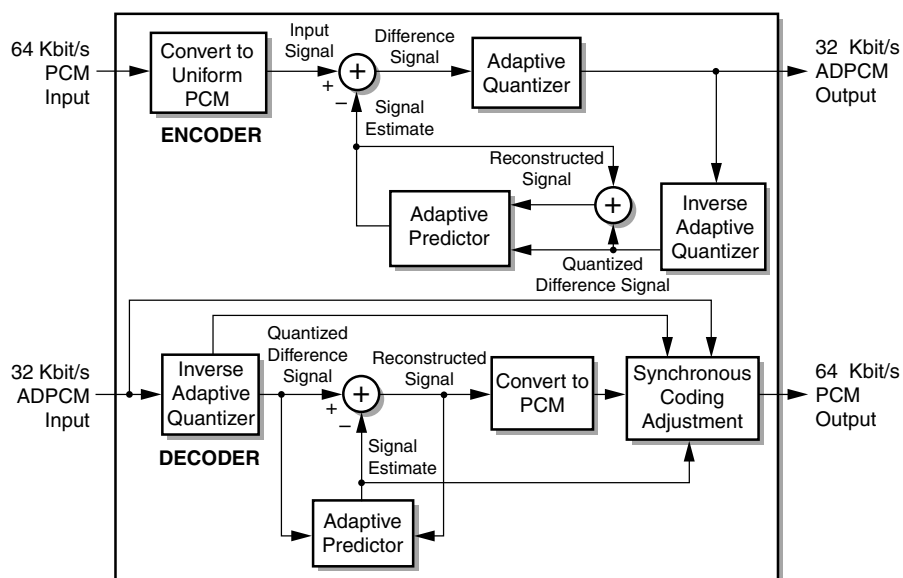 64 Kbit/s
PCM
Input
Convert to
Uniform
PCM
ENCODER
Input
Signal
+
−
+
Difference
Signal
Adaptive
Quantizer
32 Kbit/s
ADPCM
Output
Signal
Estimate
Reconstructed
Signal
+
Adaptive
Predictor
Inverse
Adaptive
Quantizer
Quantized
Difference Signal
32 Kbit/s
ADPCM
Input
Inverse
Adaptive
Quantizer
DECODER
Quantized
Difference
Signal
+
−
+
Reconstructed
Signal
Convert to
PCM
Synchronous
Coding
Adjustment
64 Kbit/s
PCM
Output
Signal
Estimate
Adaptive
Predictor